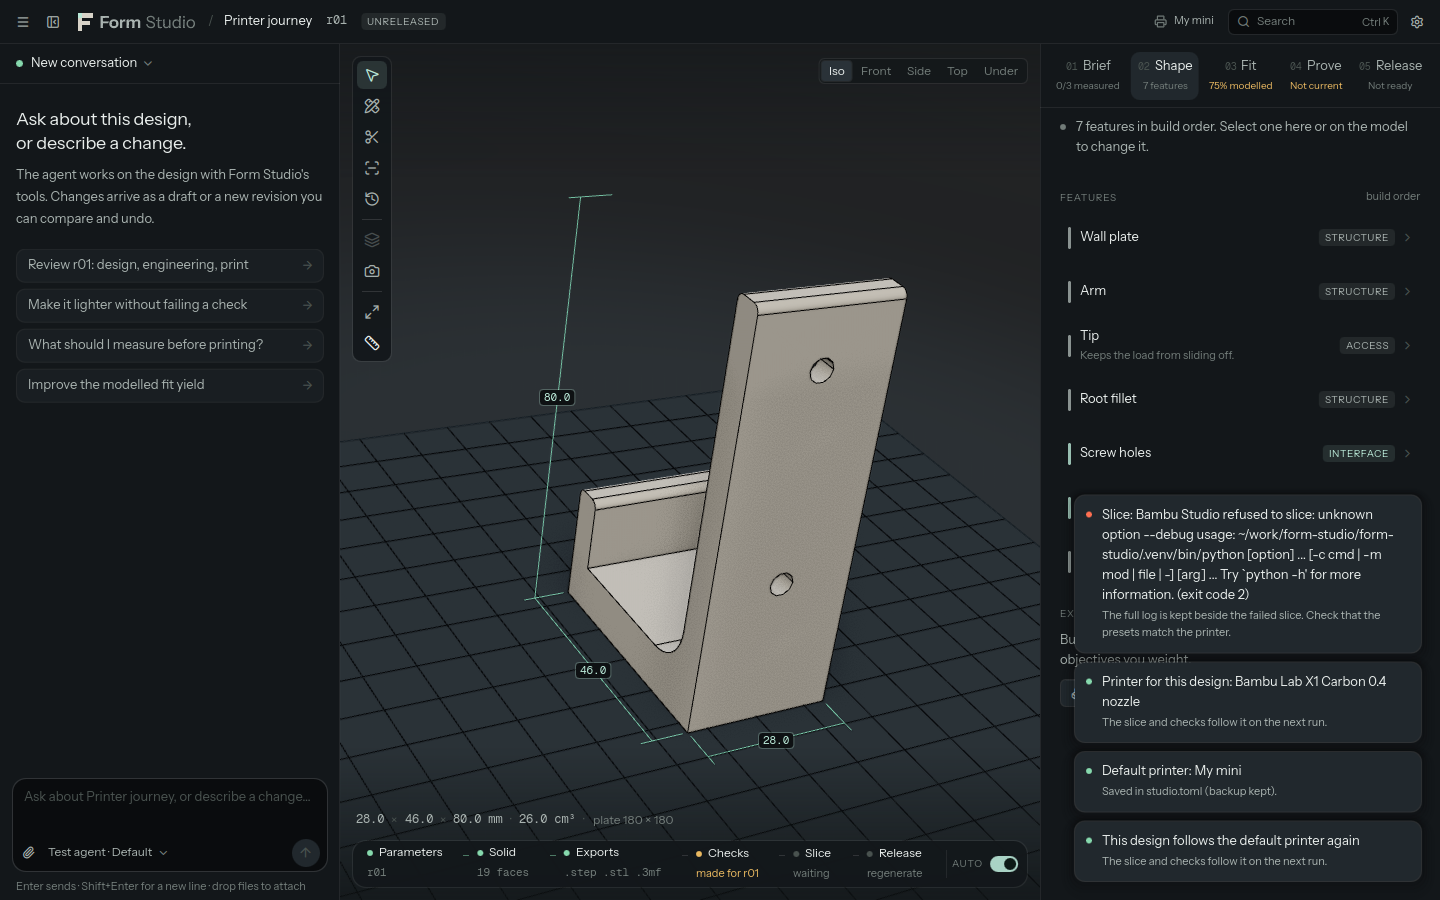 Form Studio / Printer journey r01 UNRELEASED
My mini
Search Ctrl K
New conversation
Ask about this design,
or describe a change.
The agent works on the design with Form Studio's
tools. Changes arrive as a draft or a new revision you
can compare and undo.
Review r01: design, engineering, print
Make it lighter without failing a check
What should I measure before printing?
Improve the modelled fit yield
Ask about Printer journey, or describe a change...
Test agent · Default
Enter sends · Shift+Enter for a new line · drop files to attach
Iso Front Side Top Under
80.0
46.0
28.0
28.0 × 46.0 × 80.0 mm · 26.0 cm³ · plate 180 × 180
Parameters
r01
Solid
19 faces
Exports
.step .stl .3mf
Checks
made for r01
Slice
waiting
Release
regenerate
AUTO
01 Brief
0/3 measured
02 Shape
7 features
03 Fit
75% modelled
04 Prove
Not current
05 Release
Not ready
7 features in build order. Select one here or on the model
to change it.
FEATURES build order
Wall plate STRUCTURE
Arm STRUCTURE
Tip ACCESS
Keeps the load from sliding off.
Root fillet STRUCTURE
Screw holes INTERFACE
Slice: Bambu Studio refused to slice: unknown
option --debug usage: ~/work/form-studio/form-
studio/.venv/bin/python [option] ... [-c cmd | -m
mod | file | -] [arg] ... Try `python -h' for more
information. (exit code 2)
The full log is kept beside the failed slice. Check that the
presets match the printer.
objectives you weight.
Printer for this design: Bambu Lab X1 Carbon 0.4
nozzle
The slice and checks follow it on the next run.
Default printer: My mini
Saved in studio.toml (backup kept).
This design follows the default printer again
The slice and checks follow it on the next run.